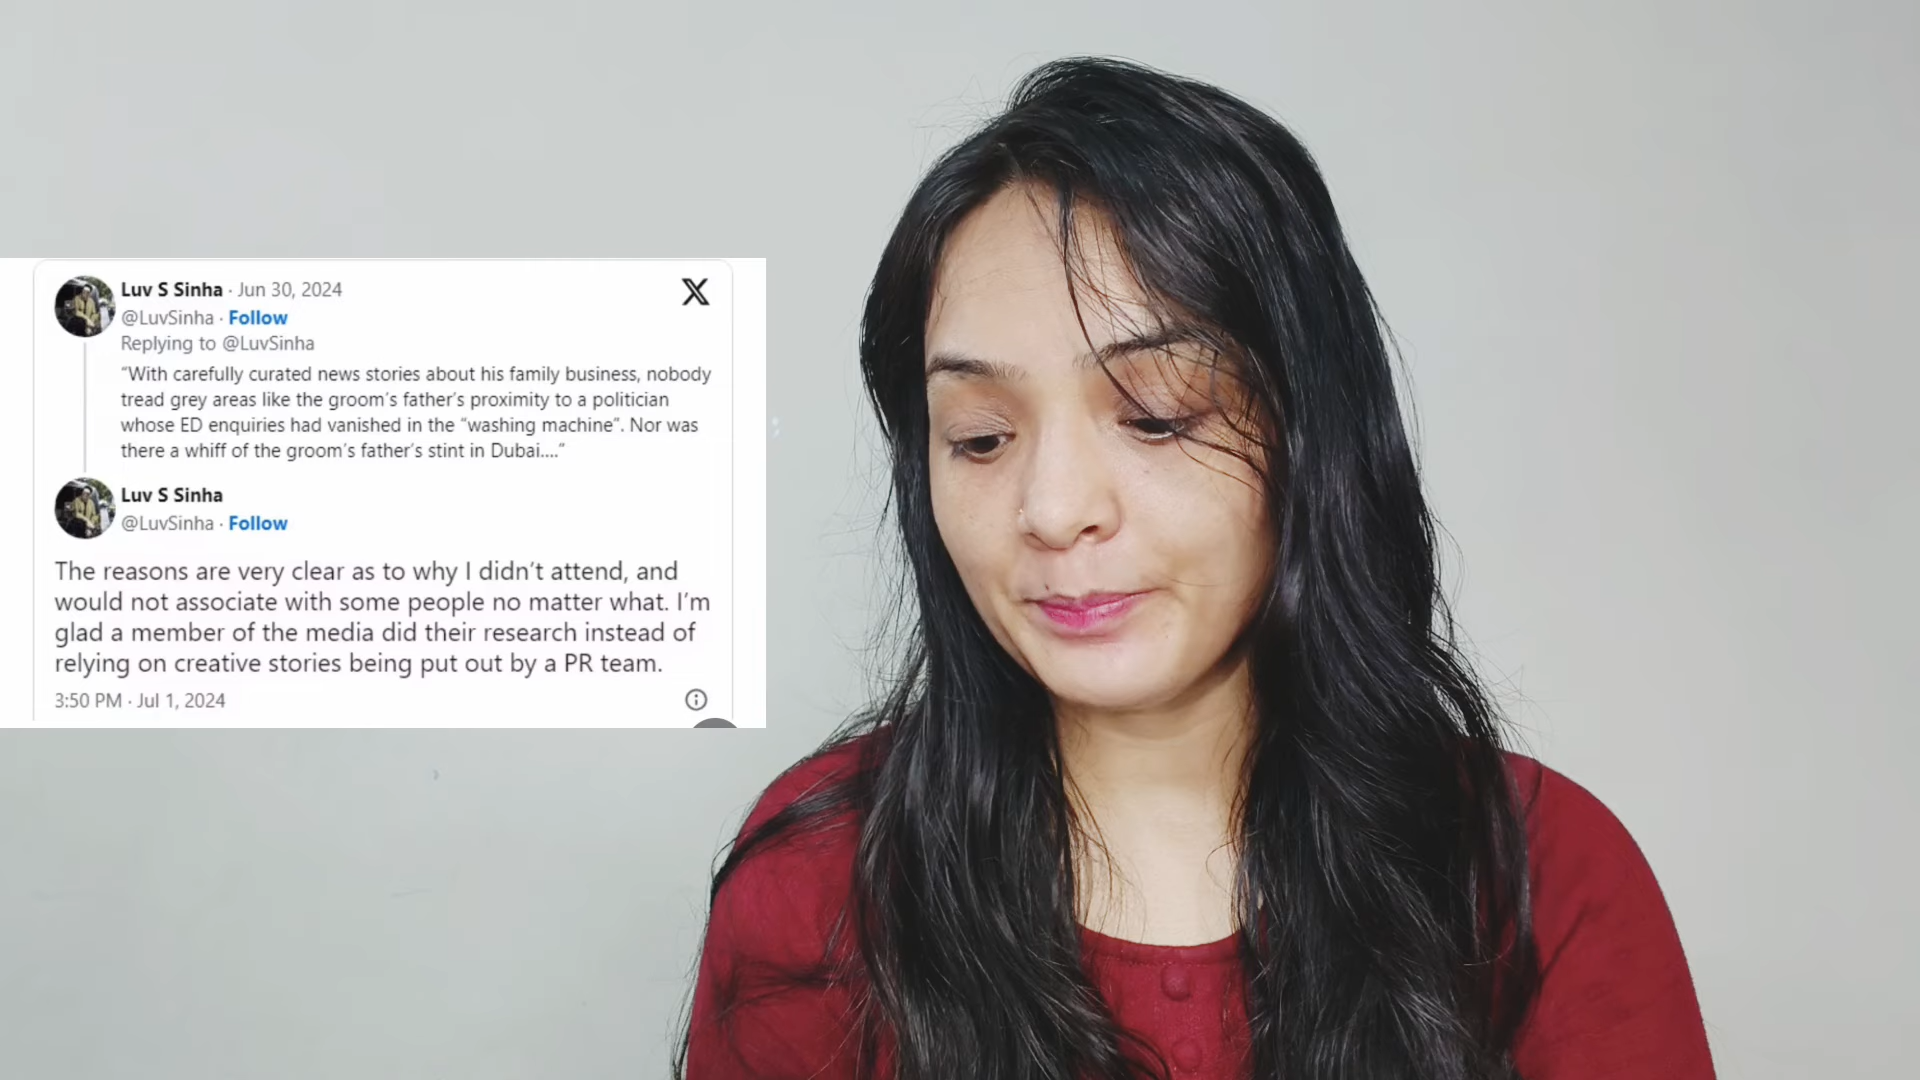 Luv S Sinha · Jun 30, 2024
@LuvSinha · Follow
Replying to @LuvSinha
“With carefully curated news stories about his family business, nobody
tread grey areas like the groom’s father’s proximity to a politician
whose ED enquiries had vanished in the “washing machine”. Nor was
there a whiff of the groom’s father’s stint in Dubai....”
Luv S Sinha
@LuvSinha · Follow
The reasons are very clear as to why I didn’t attend, and
would not associate with some people no matter what. I’m
glad a member of the media did their research instead of
relying on creative stories being put out by a PR team.
3:50 PM · Jul 1, 2024